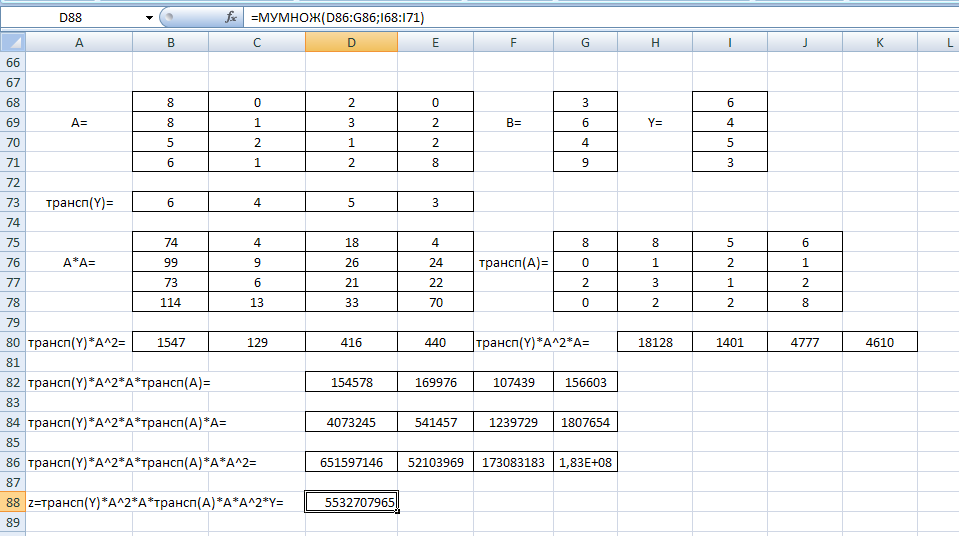 D88 fx =МУМНОЖ(D86:G86;I68:I71)
A B C D E F G H I J K L
66
67
68 8 0 2 0 3 6
69 A= 8 1 3 2 B= 6 Y= 4
70 5 2 1 2 4 5
71 6 1 2 8 9 3
72
73 трансп(Y)= 6 4 5 3
74
75 74 4 18 4 8 8 5 6
76 A*A= 99 9 26 24 трансп(A)= 0 1 2 1
77 73 6 21 22 2 3 1 2
78 114 13 33 70 0 2 2 8
79
80 трансп(Y)*A^2= 1547 129 416 440 трансп(Y)*A^2*A= 18128 1401 4777 4610
81
82 трансп(Y)*A^2*A*трансп(A)= 154578 169976 107439 156603
83
84 трансп(Y)*A^2*A*трансп(A)*A= 4073245 541457 1239729 1807654
85
86 трансп(Y)*A^2*A*трансп(A)*A*A^2= 651597146 52103969 173083183 1,83E+08
87
88 z=трансп(Y)*A^2*A*трансп(A)*A*A^2*Y= 5532707965
89